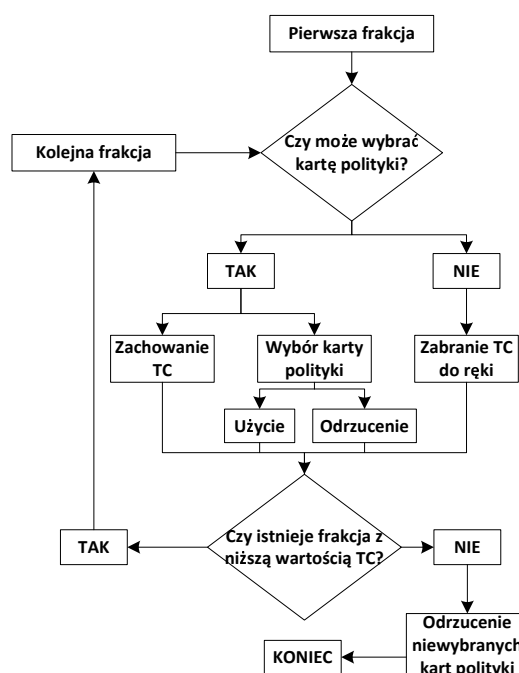 Pierwsza frakcja
Czy może wybrać
kartę polityki?
Kolejna frakcja
TAK
NIE
Zachowanie
TC
Wybór karty
polityki
Zabranie TC
do ręki
Użycie
Odrzucenie
Czy istnieje frakcja z
niższą wartością TC?
TAK
NIE
Odrzucenie
niewybranych
kart polityki
KONIEC